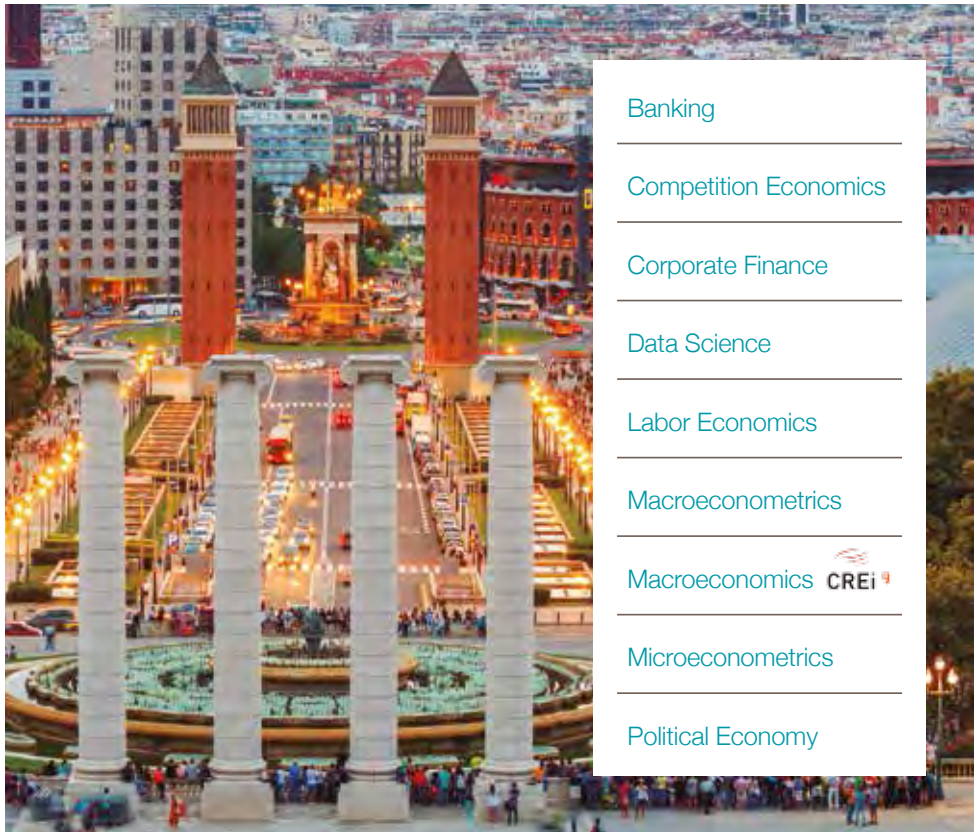 Banking
Competition Economics
Corporate Finance
Data Science
Labor Economics
Macroeconometrics
Macroeconomics CREi
Microeconometrics
Political Economy